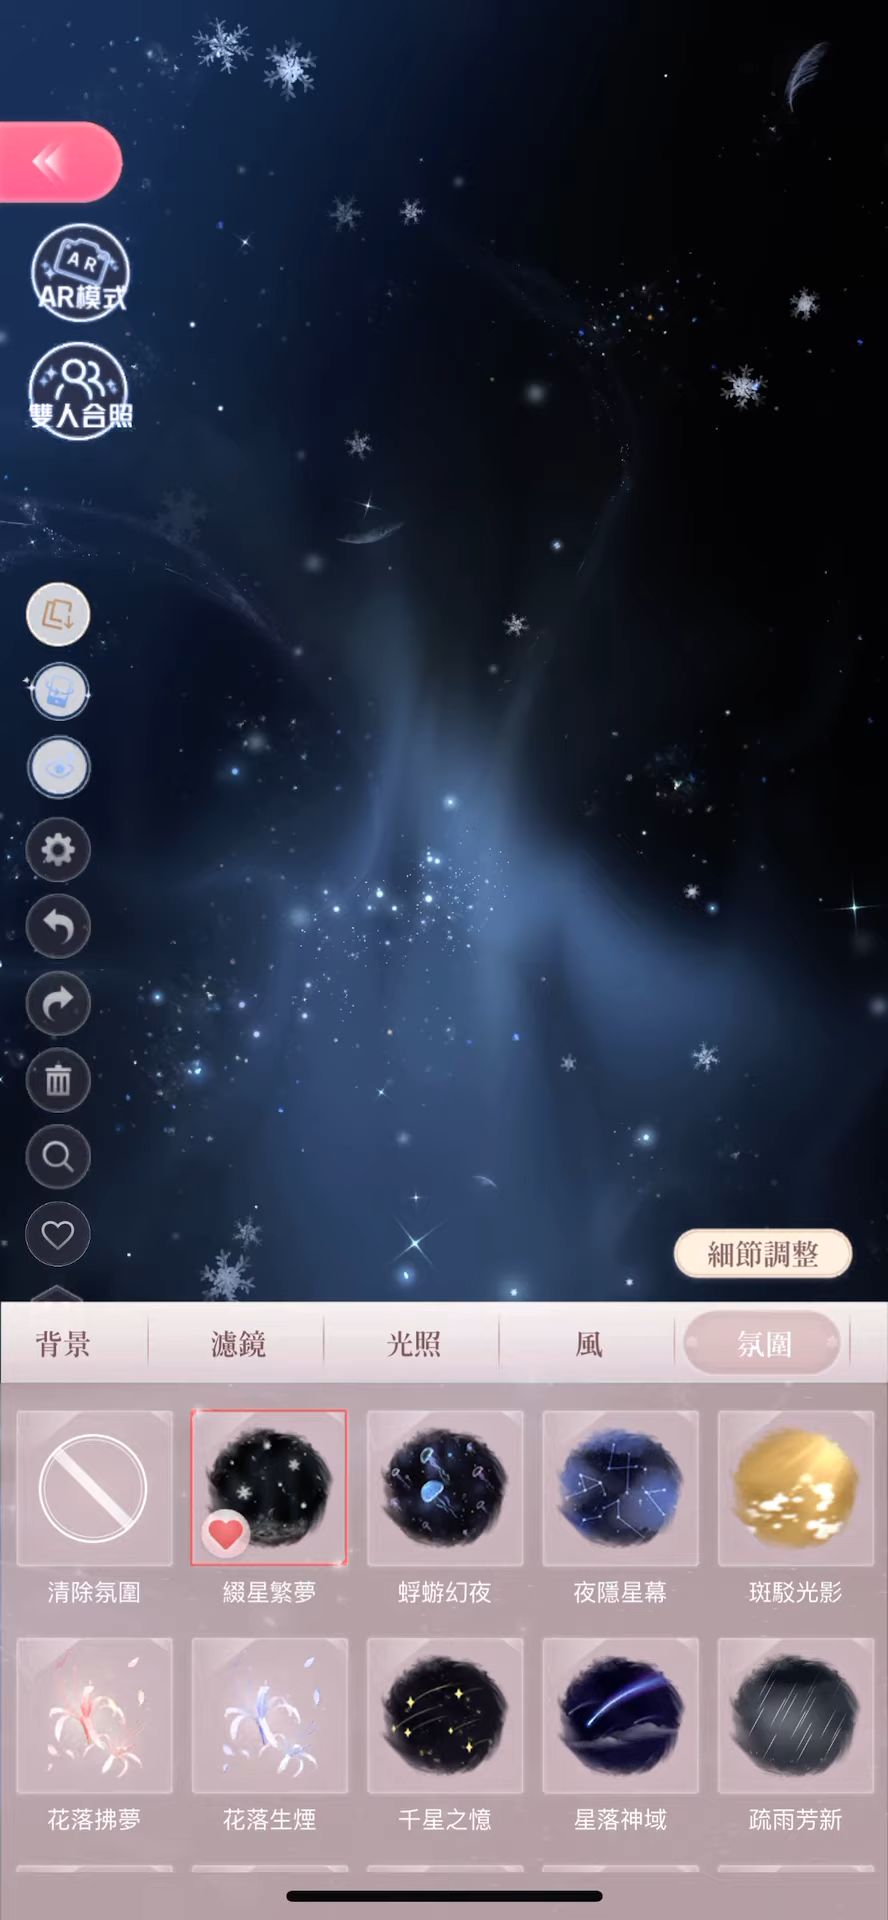 AR
AR模式
雙人合照
細節調整
背景
濾鏡
光照
風
氛圍
清除氛圍
綴星繁夢
蜉蝣幻夜
夜隱星幕
斑駁光影
花落拂夢
花落生煙
千星之憶
星落神域
疏雨芳新